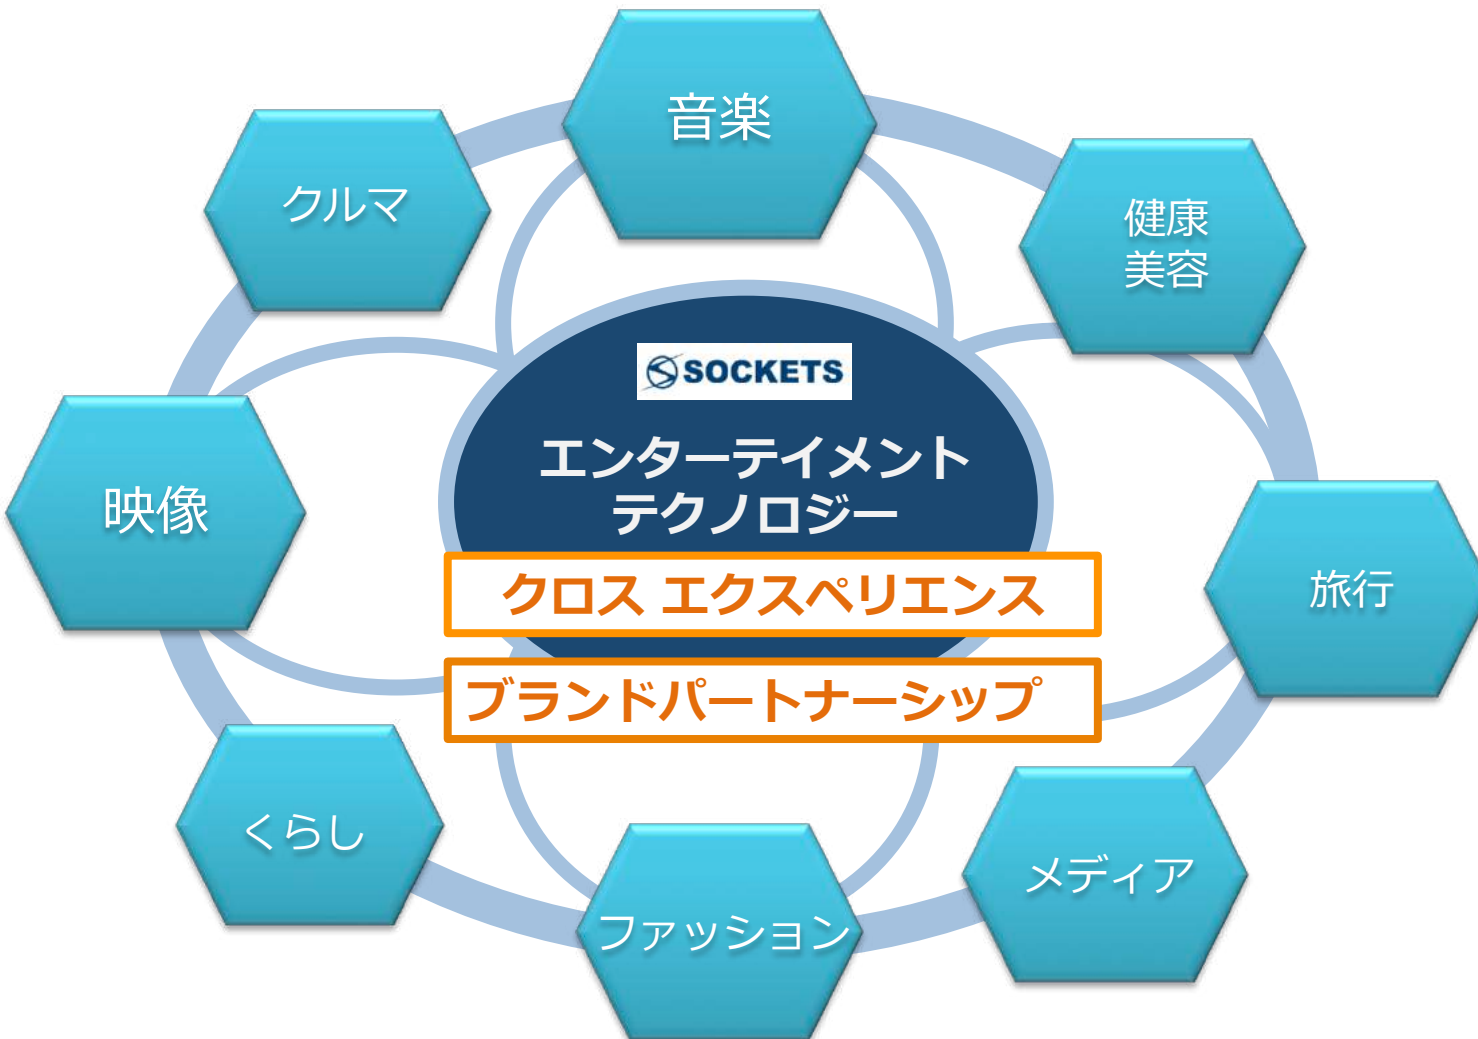 音楽
クルマ
健康
美容
SOCKETS
エンターテイメント
テクノロジー
映像
クロス エクスペリエンス
旅行
ブランドパートナーシップ
くらし
メディア
ファッション